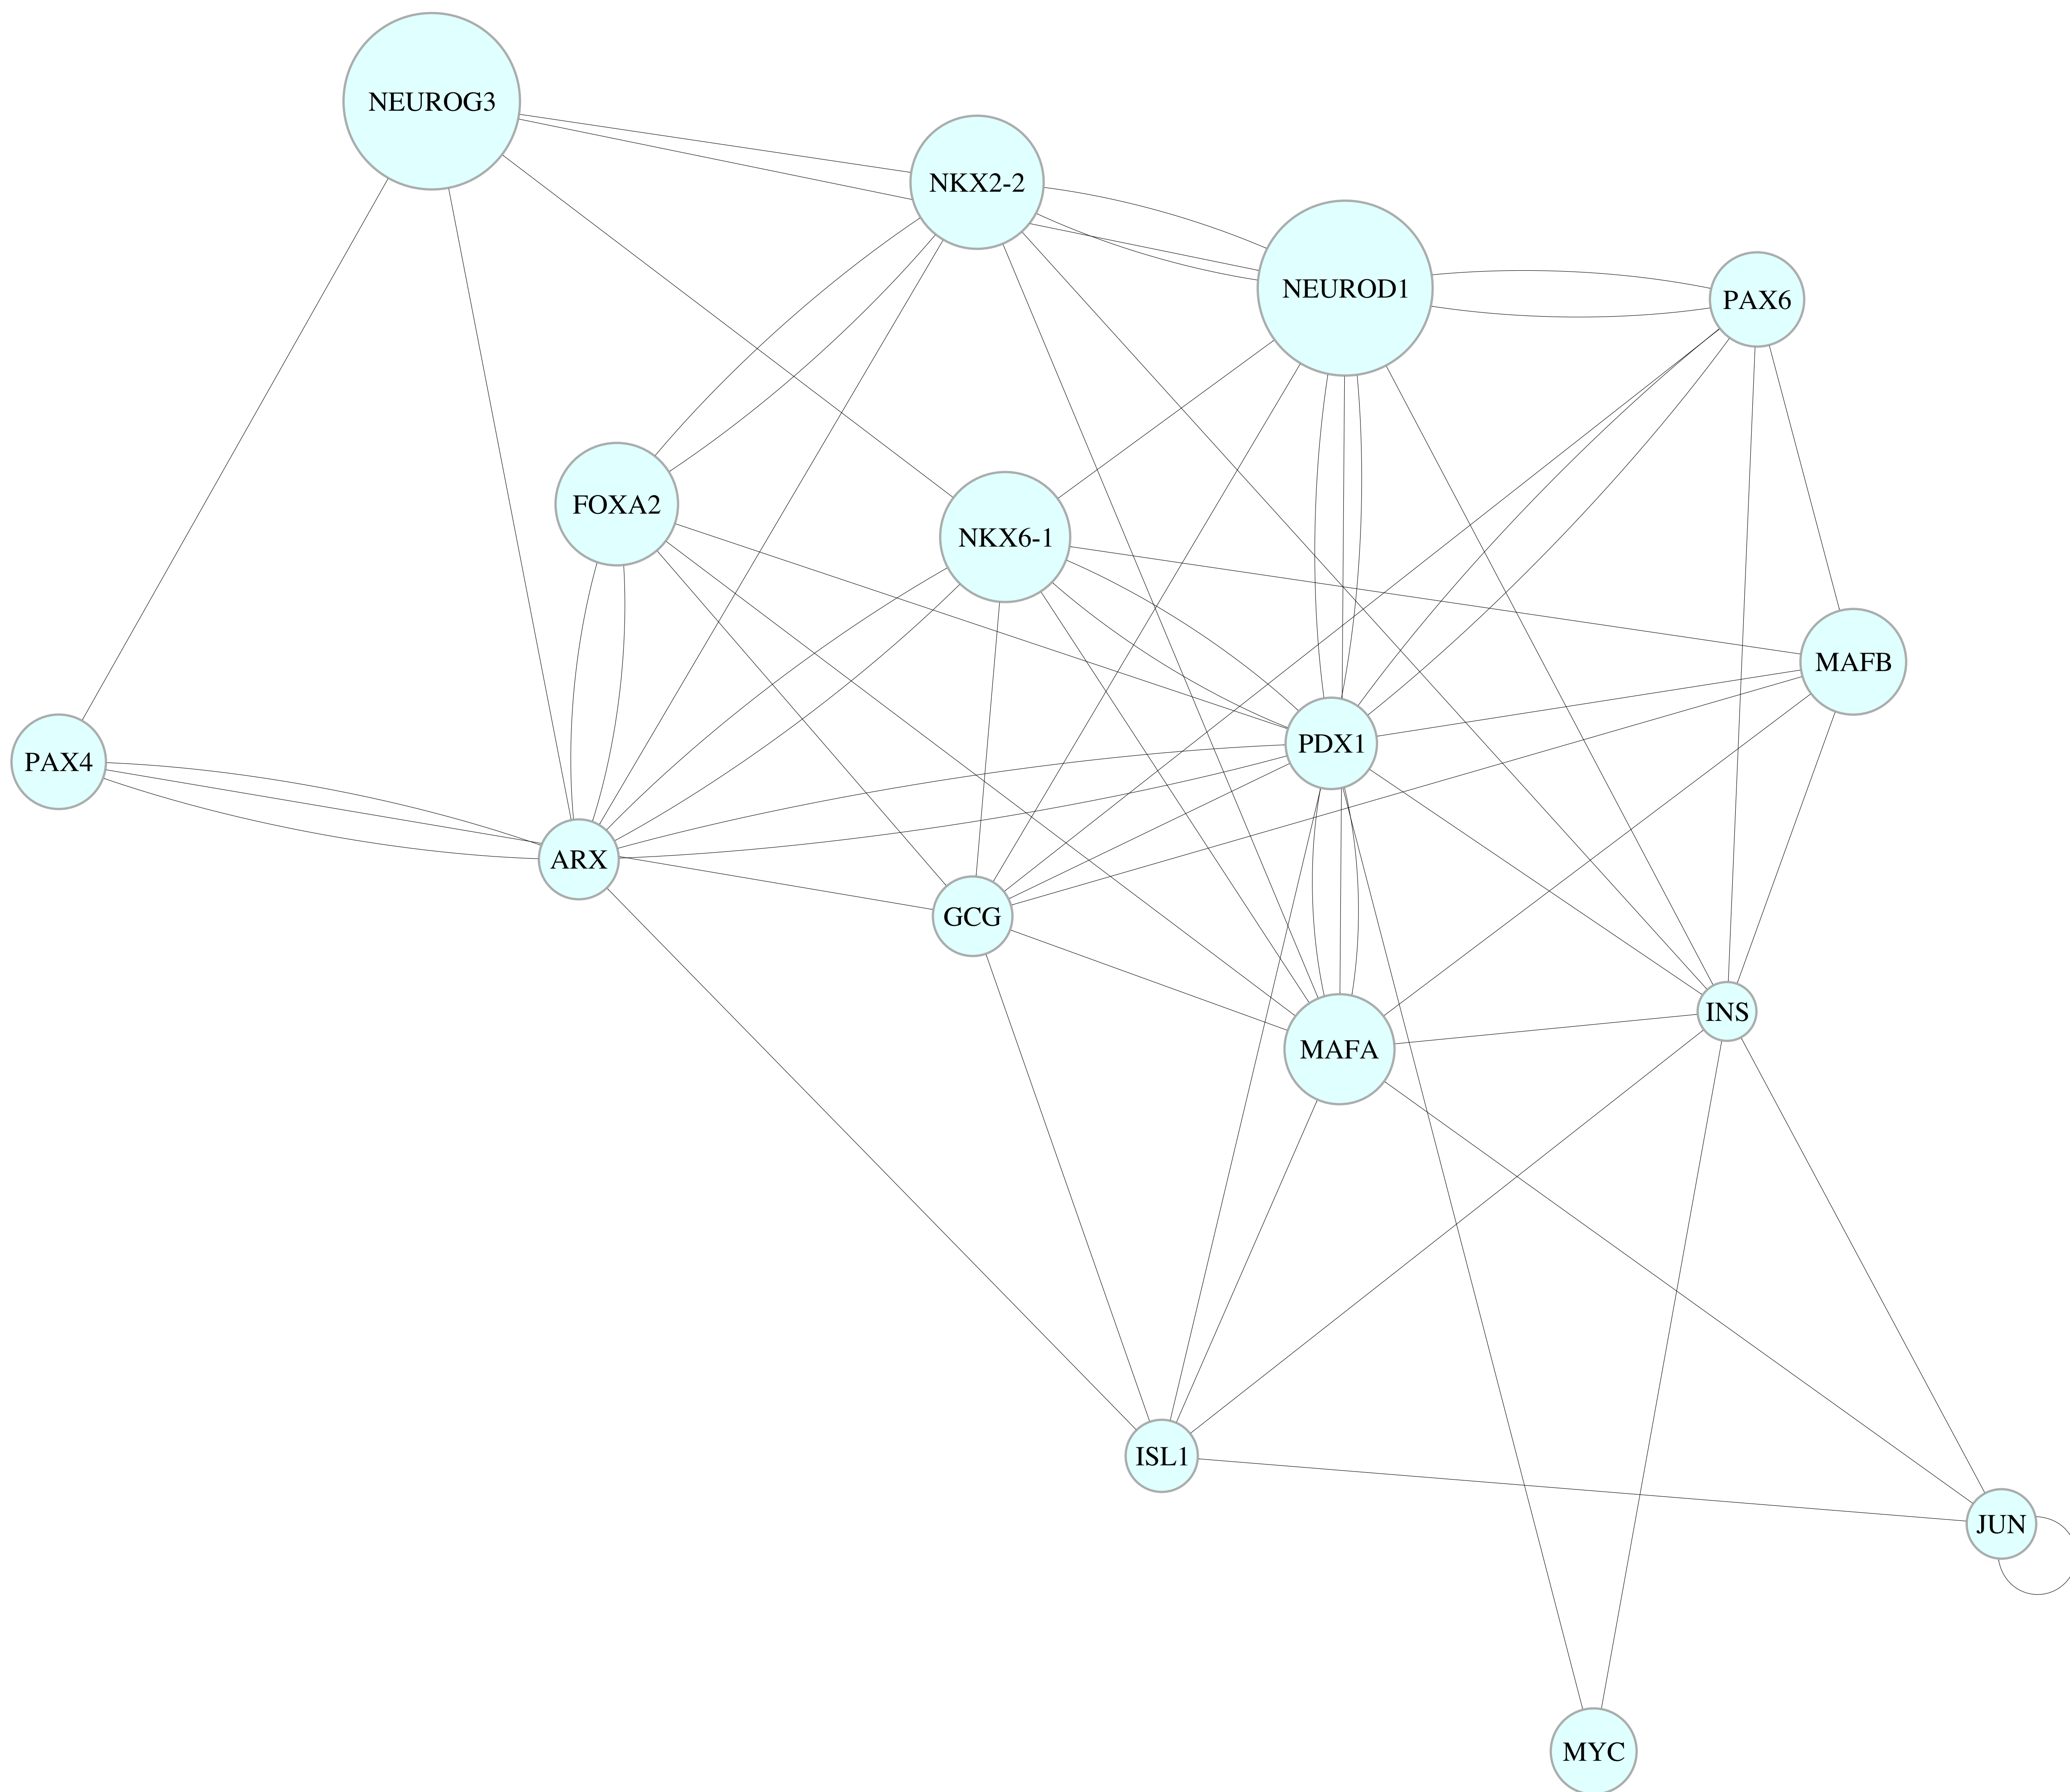 NEUROG3
NKX2-2
NEUROD1
PAX6
FOXA2
NKX6-1
MAFB
PDX1
PAX4
ARX
GCG
INS
MAFA
ISL1
JUN
MYC